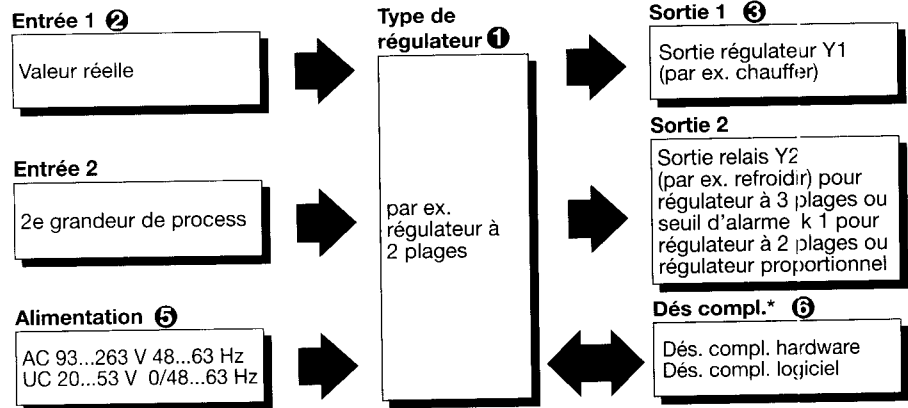 Entrée 1 ❷
Valeur réelle
Entrée 2
2e grandeur de process
Alimentation ❺
AC 93...263 V 48...63 Hz
UC 20...53 V 0/48...63 Hz
Type de
régulateur ❶
par ex.
régulateur à
2 plages
Sortie 1 ❸
Sortie régulateur Y1
(par ex. chauffer)
Sortie 2
Sortie relais Y2
(par ex. refroidir) pour
régulateur à 3 plages ou
seuil d'alarme k 1 pour
régulateur à 2 plages ou
régulateur proportionnel
Dés compl.* ❻
Dés. compl. hardware
Dés. compl. logiciel